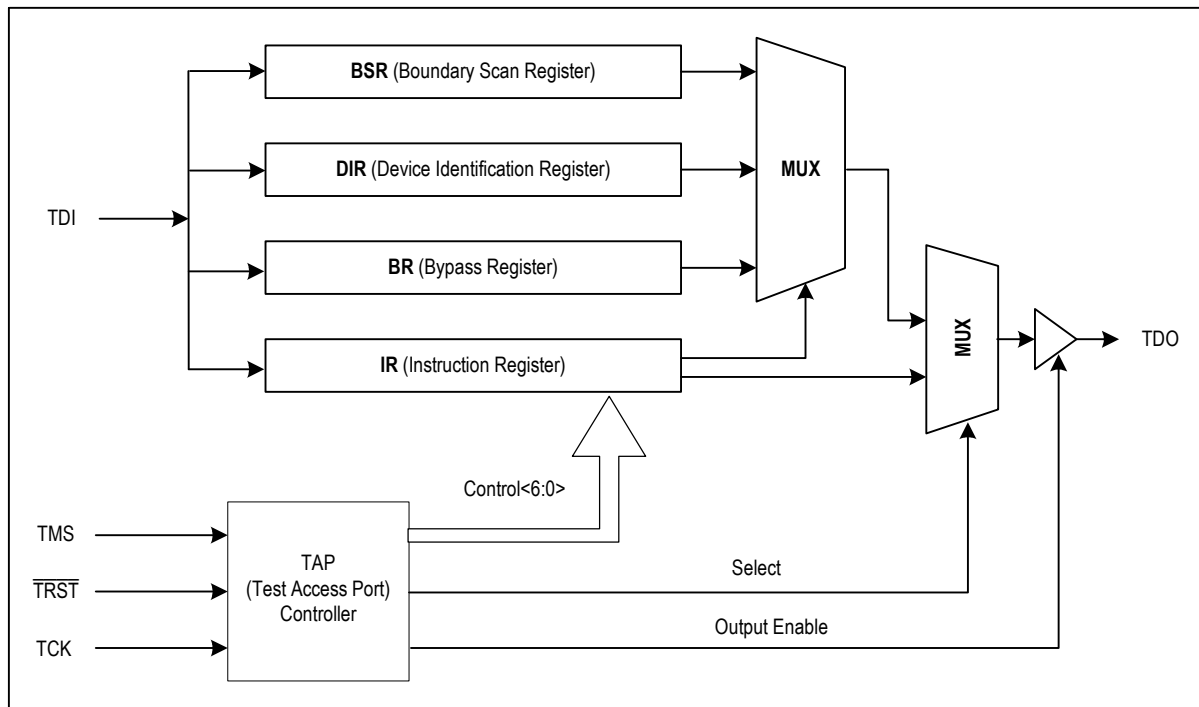 BSR (Boundary Scan Register)
DIR (Device Identification Register)
MUX
TDI
BR (Bypass Register)
MUX
TDO
IR (Instruction Register)
Control<6:0>
TMS
TAP
(Test Access Port)
Controller
TRST
Select
TCK
Output Enable